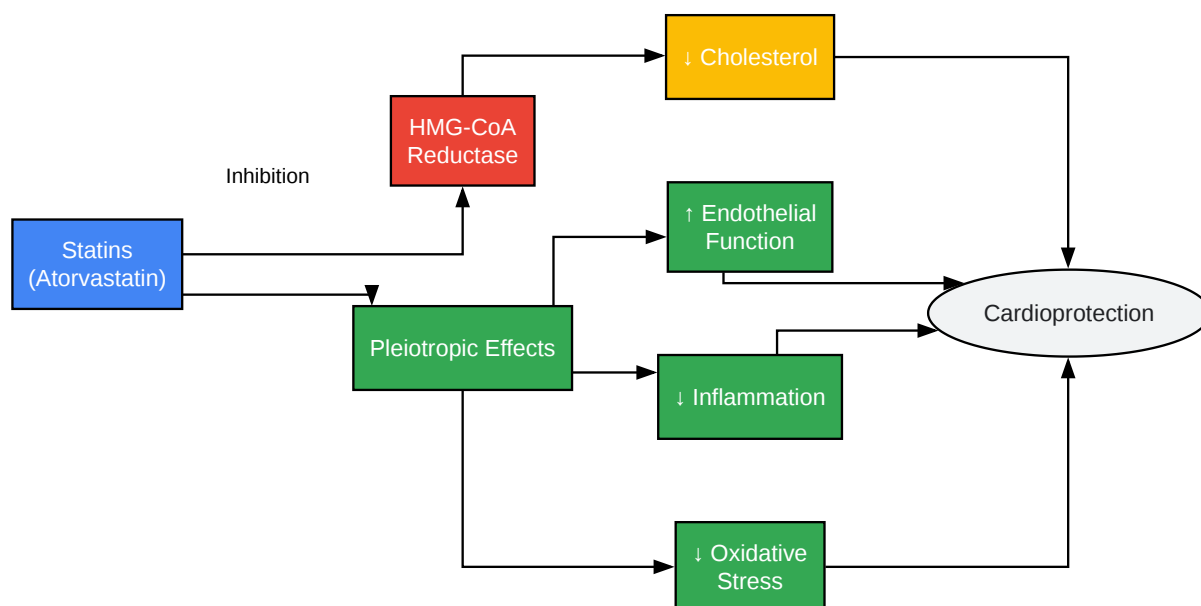 ↓ Cholesterol
HMG-CoA
Reductase
Inhibition
↑ Endothelial
Function
Statins
(Atorvastatin)
Cardioprotection
Pleiotropic Effects
↓ Inflammation
↓ Oxidative
Stress